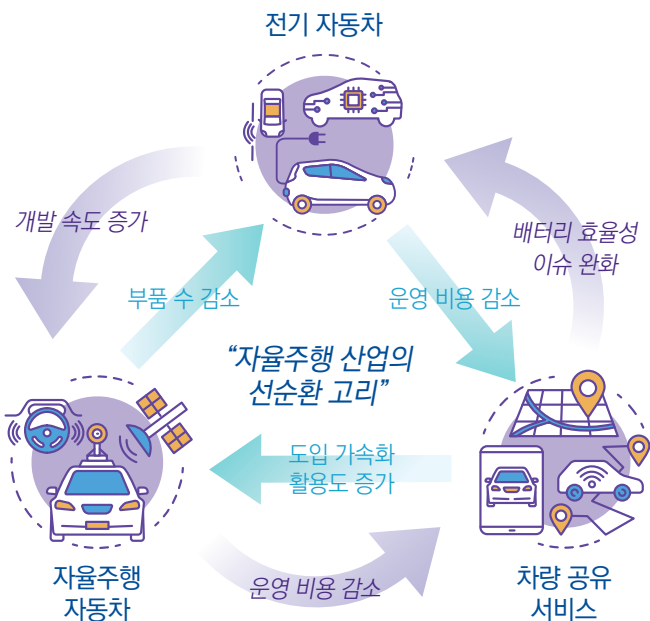 전기 자동차
개발 속도 증가
배터리 효율성
이슈 완화
부품 수 감소
운영 비용 감소
“자율주행 산업의
선순환 고리”
도입 가속화
활용도 증가
자율주행
자동차
운영 비용 감소
차량 공유
서비스